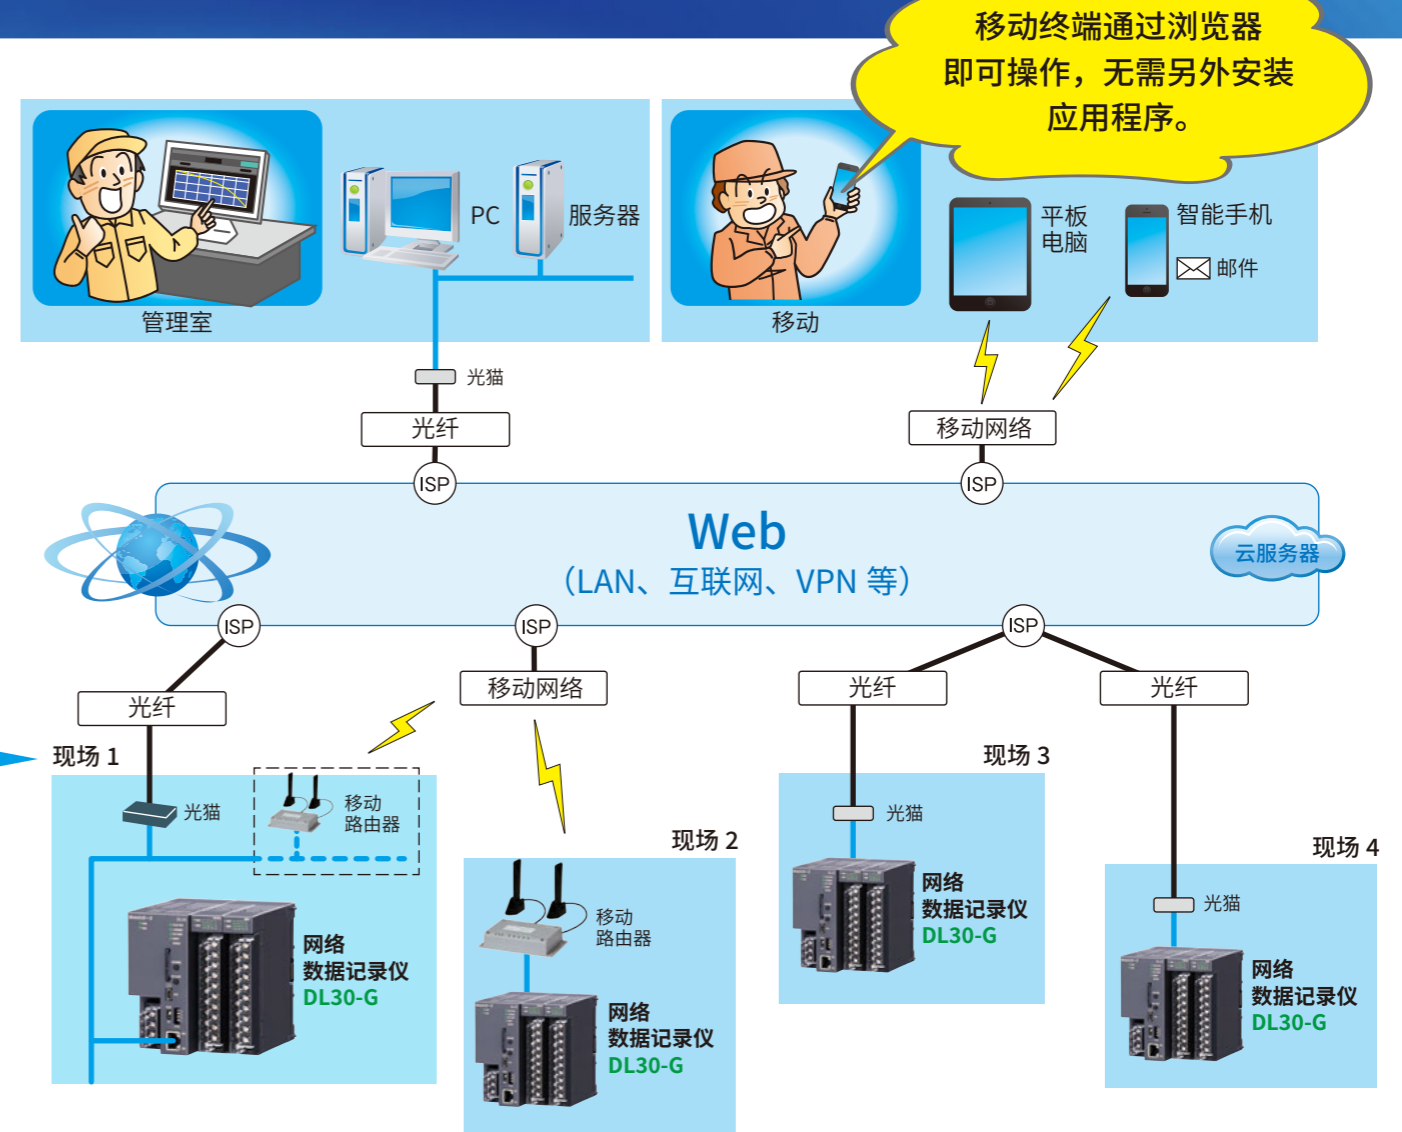 移动终端通过浏览器
即可操作，无需另外安装
应用程序。
PC
服务器
管理室
平板
电脑
智能手机
邮件
移动
光猫
光纤
移动网络
ISP
ISP
Web
（LAN、互联网、VPN 等）
云服务器
ISP
ISP
ISP
光纤
移动网络
光纤
光纤
现场 1
光猫
移动
路由器
网络
数据记录仪
DL30-G
现场 2
移动
路由器
网络
数据记录仪
DL30-G
现场 3
光猫
网络
数据记录仪
DL30-G
现场 4
光猫
网络
数据记录仪
DL30-G